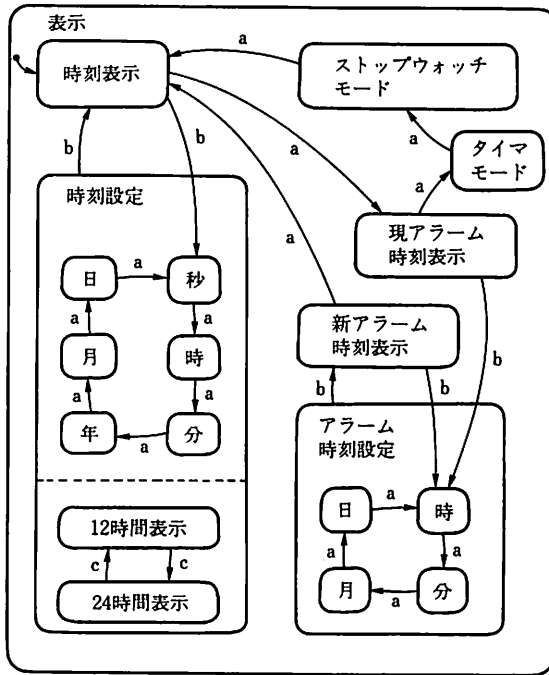 表示
時刻表示
a
ストップウォッチ
モード
a
タイマ
モード
b
b
a
a
時刻設定
現アラーム
時刻表示
a
日
a
秒
a
a
新アラーム
時刻表示
月
時
b
a
a
b
b
年
a
分
アラーム
時刻設定
日
a
時
12時間表示
a
a
c
c
月
a
分
24時間表示